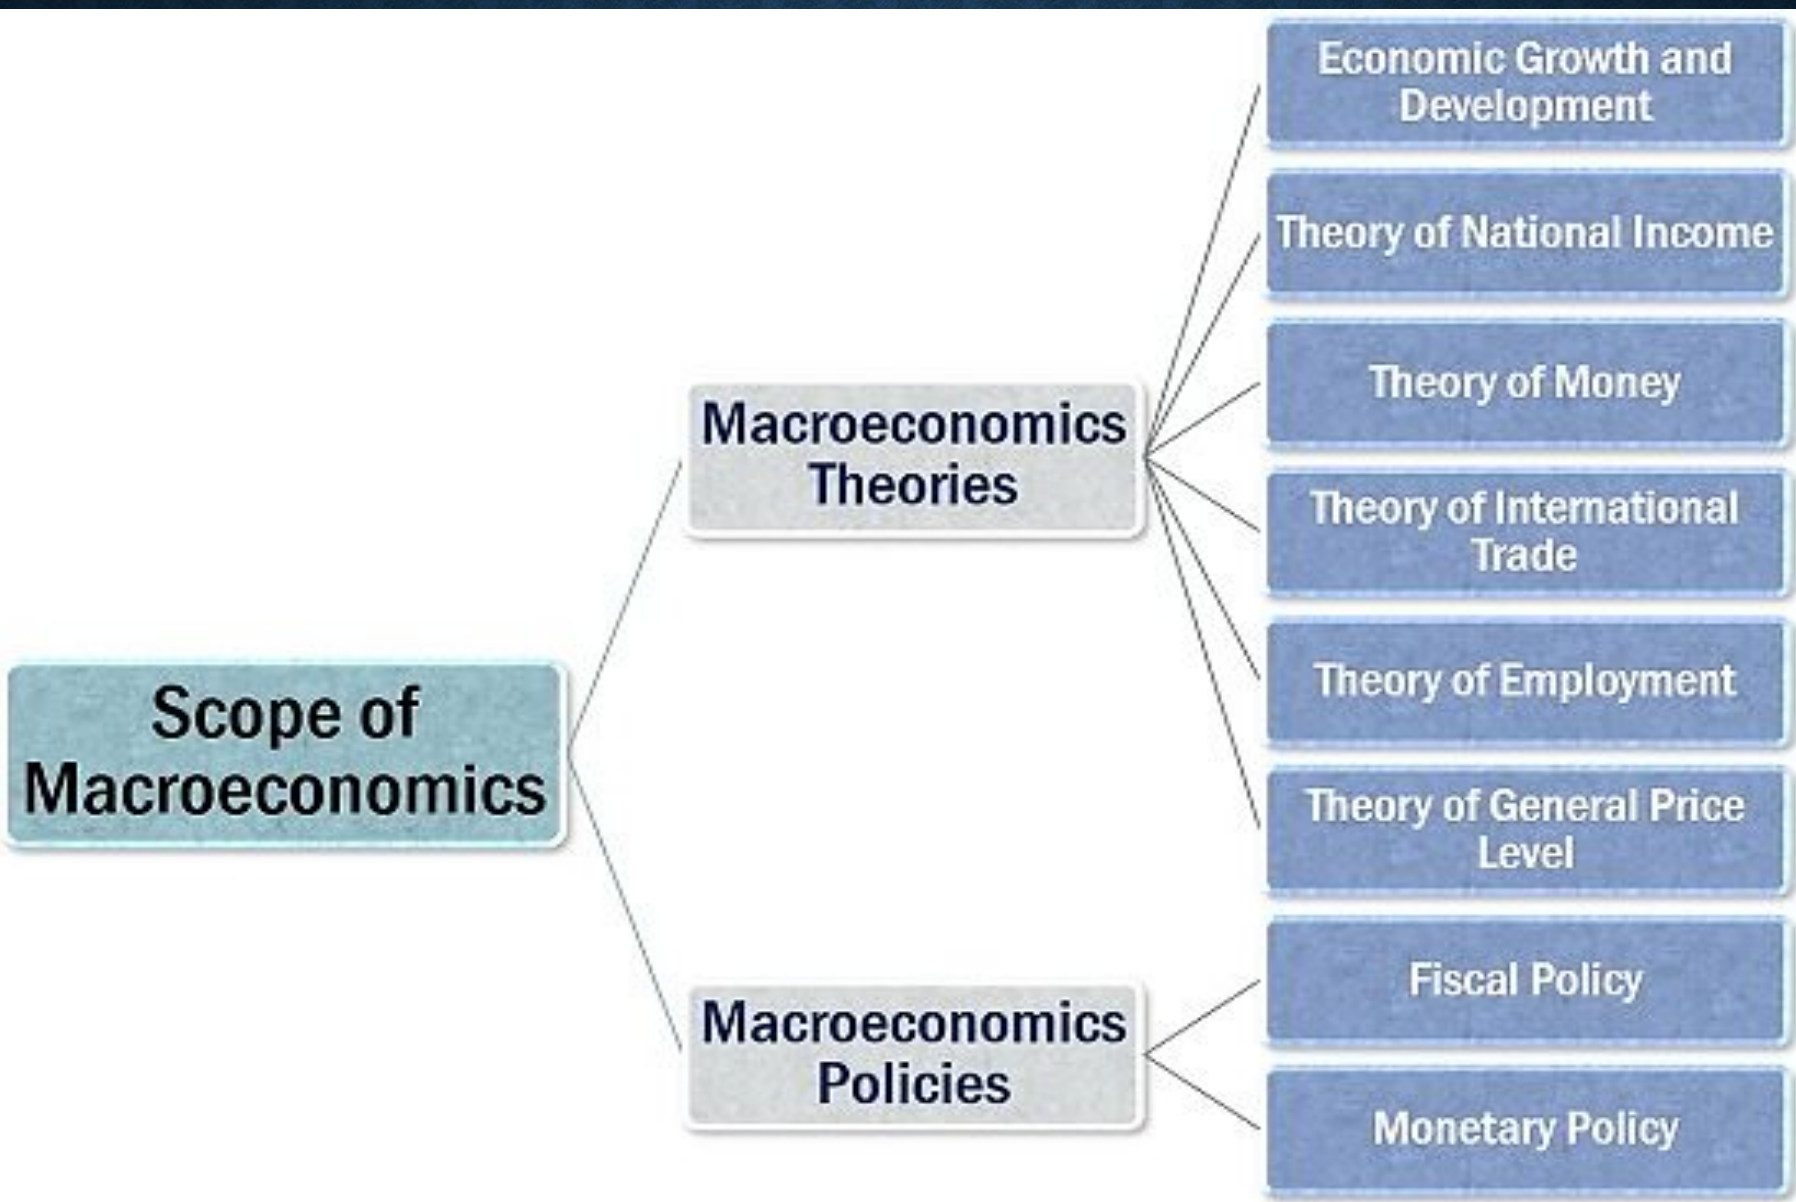 Scope of
Macroeconomics
Macroeconomics
Theories
Economic Growth and
Development
Theory of National Income
Theory of Money
Theory of International
Trade
Theory of Employment
Theory of General Price
Level
Macroeconomics
Policies
Fiscal Policy
Monetary Policy